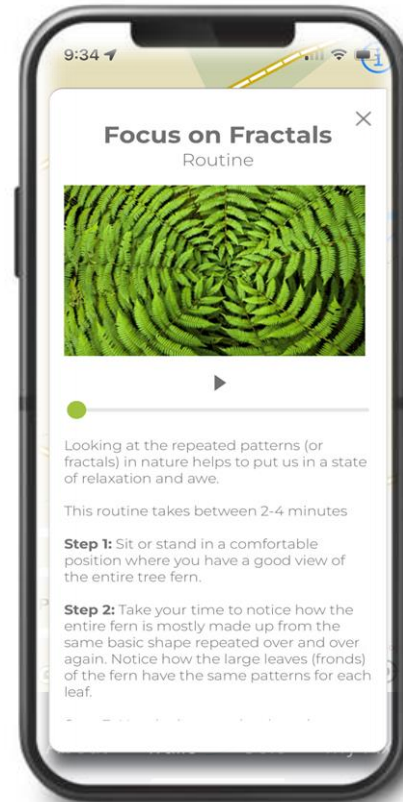 9:34
Focus on Fractals
Routine
Looking at the repeated patterns (or
fractals) in nature helps to put us in a state
of relaxation and awe.
This routine takes between 2-4 minutes
Step 1: Sit or stand in a comfortable
position where you have a good view of
the entire tree fern.
Step 2: Take your time to notice how the
entire fern is mostly made up from the
same basic shape repeated over and over
again. Notice how the large leaves (fronds)
of the fern have the same patterns for each
leaf.